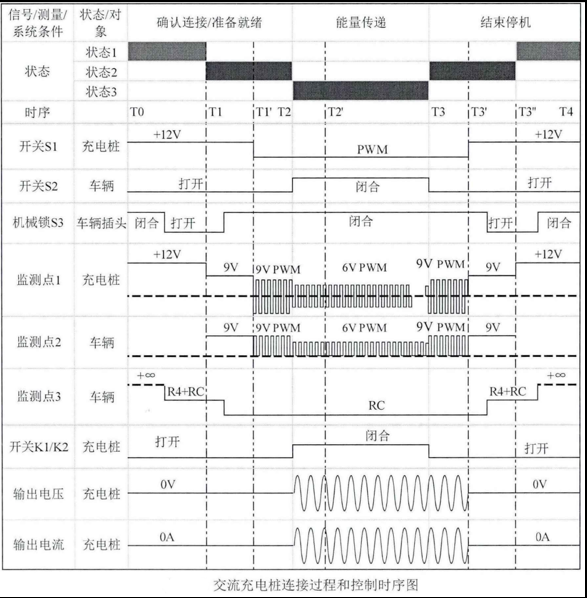 信号/测量/系统条件 状态/对象 确认连接/准备就绪 能量传递 结束停机
状态 状态1
状态2
状态3
时序 T0 T1 T1' T2 T2' T3 T3' T3'' T4
开关S1 充电桩 +12V PWM +12V
开关S2 车辆 打开 闭合 打开
机械锁S3 车辆插头 闭合 打开 闭合 打开 闭合
监测点1 充电桩 +12V 9V 9V PWM 6V PWM 9V PWM 9V +12V
监测点2 车辆 9V 9V PWM 6V PWM 9V PWM 9V
监测点3 车辆 +∞ R4+RC RC R4+RC +∞
开关K1/K2 充电桩 打开 闭合 打开
输出电压 充电桩 0V 0V
输出电流 充电桩 0A 0A
交流充电桩连接过程和控制时序图